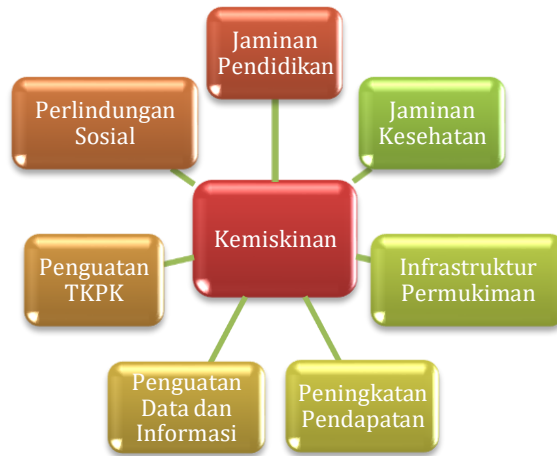 Jaminan
Pendidikan
Jaminan
Kesehatan
Infrastruktur
Permukiman
Peningkatan
Pendapatan
Penguatan
Data dan
Informasi
Penguatan
TKPK
Perlindungan
Sosial
Kemiskinan